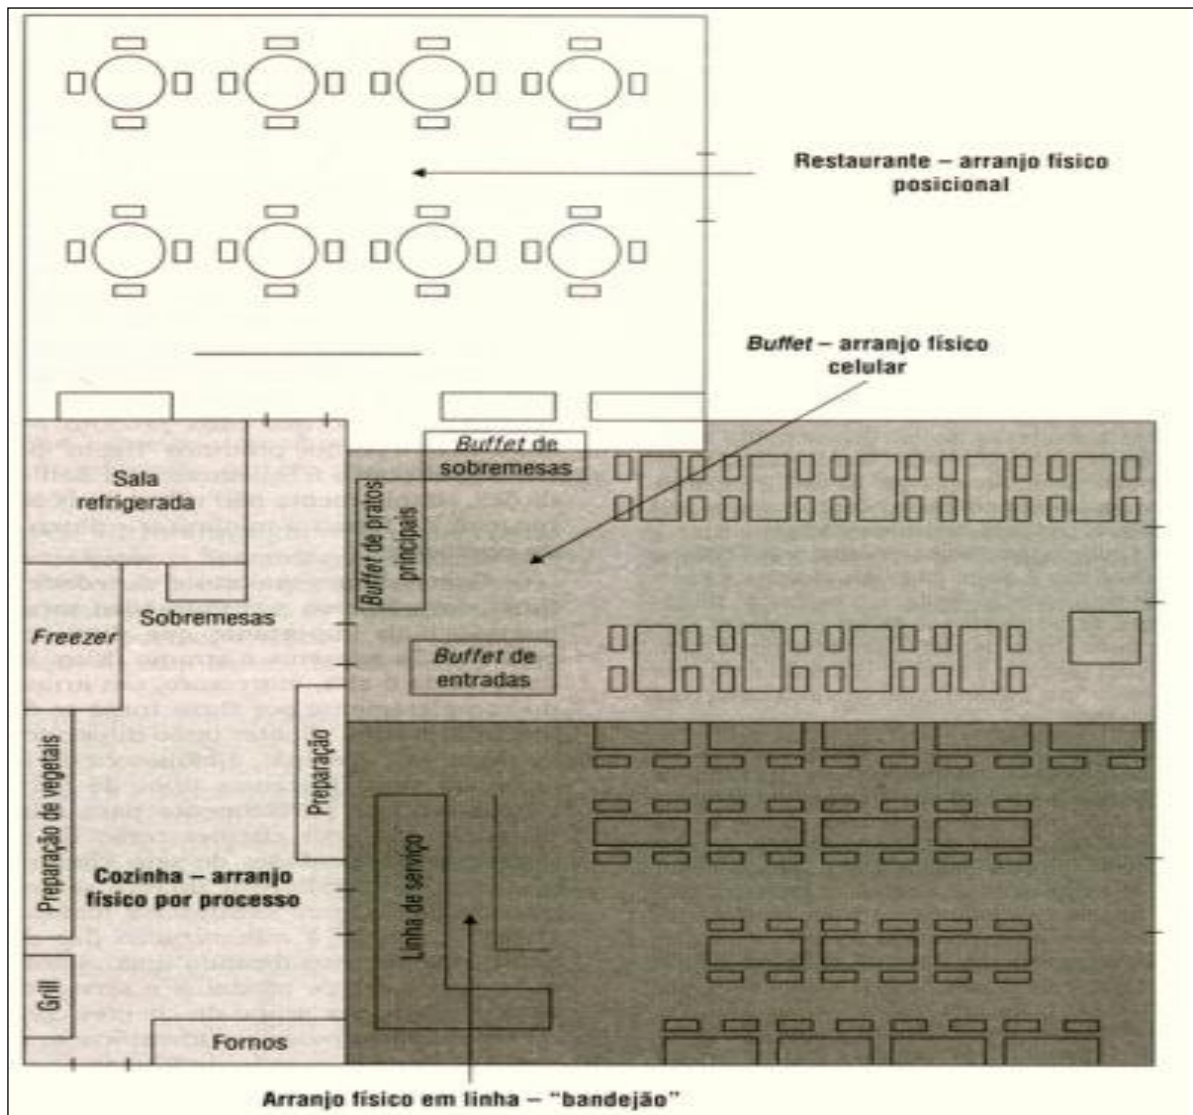 Restaurante – arranjo físico
posicional
Buffet – arranjo físico
celular
Buffet de
sobremesas
Sala
refrigerada
Buffet de pratos
principais
Sobremesas
Freezer
Buffet de
entradas
Preparação
Preparação de vegetais
Cozinha – arranjo
físico por processo
Linha de serviço
Grill
Fornos
Arranjo físico em linha – “bandejão”